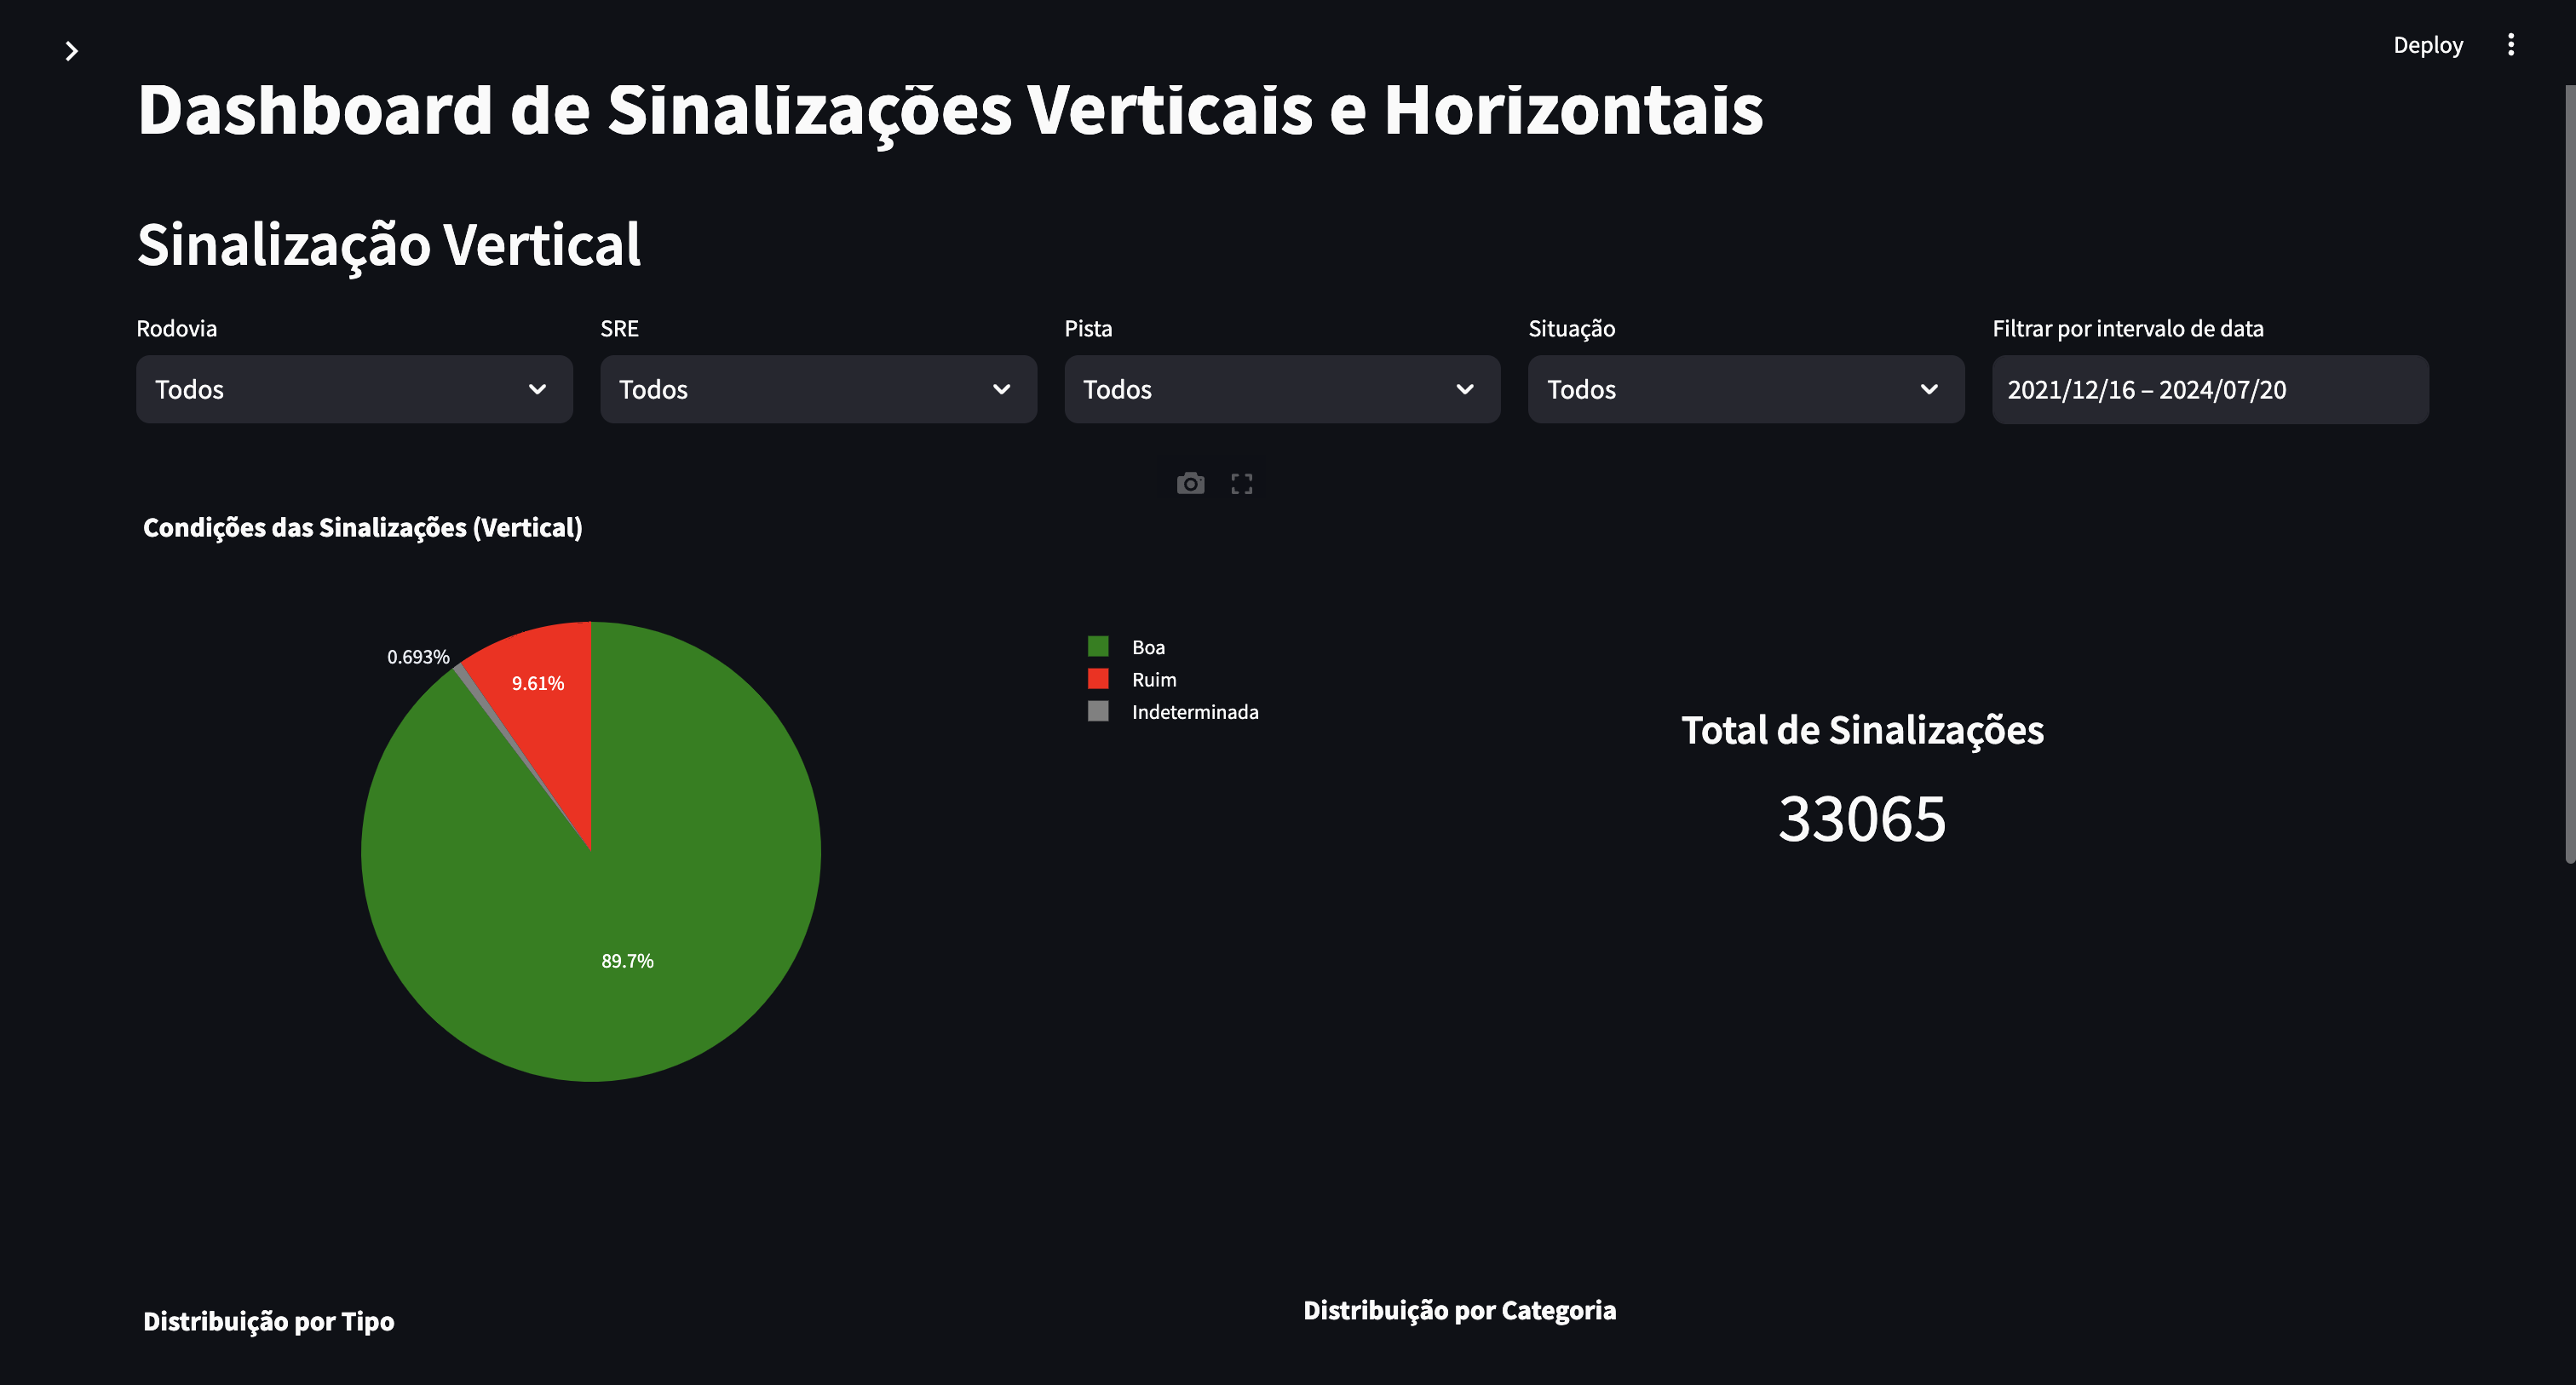 Deploy
Dashboard de Sinalizações Verticais e Horizontais
Sinalização Vertical
Rodovia
SRE
Pista
Situação
Filtrar por intervalo de data
Todos
Todos
Todos
Todos
2021/12/16 – 2024/07/20
Condições das Sinalizações (Vertical)
0.693%
9.61%
89.7%
Boa
Ruim
Indeterminada
Total de Sinalizações
33065
Distribuição por Tipo
Distribuição por Categoria